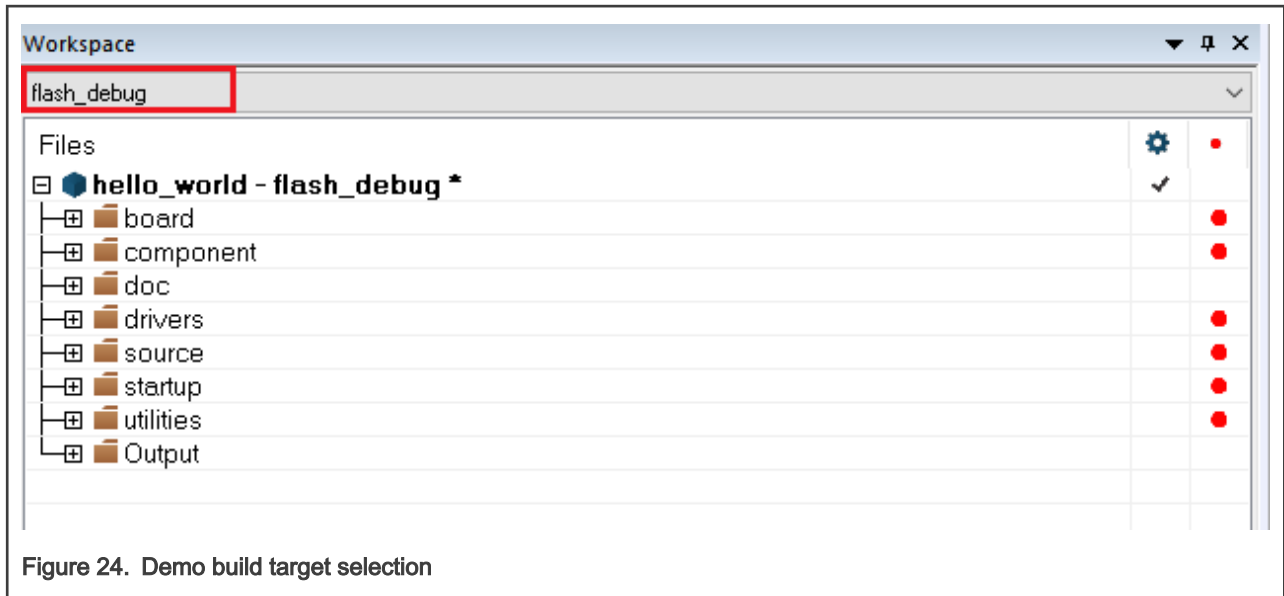 Workspace
flash_debug
Files
hello_world - flash_debug *
board
component
doc
drivers
source
startup
utilities
Output
Figure 24. Demo build target selection